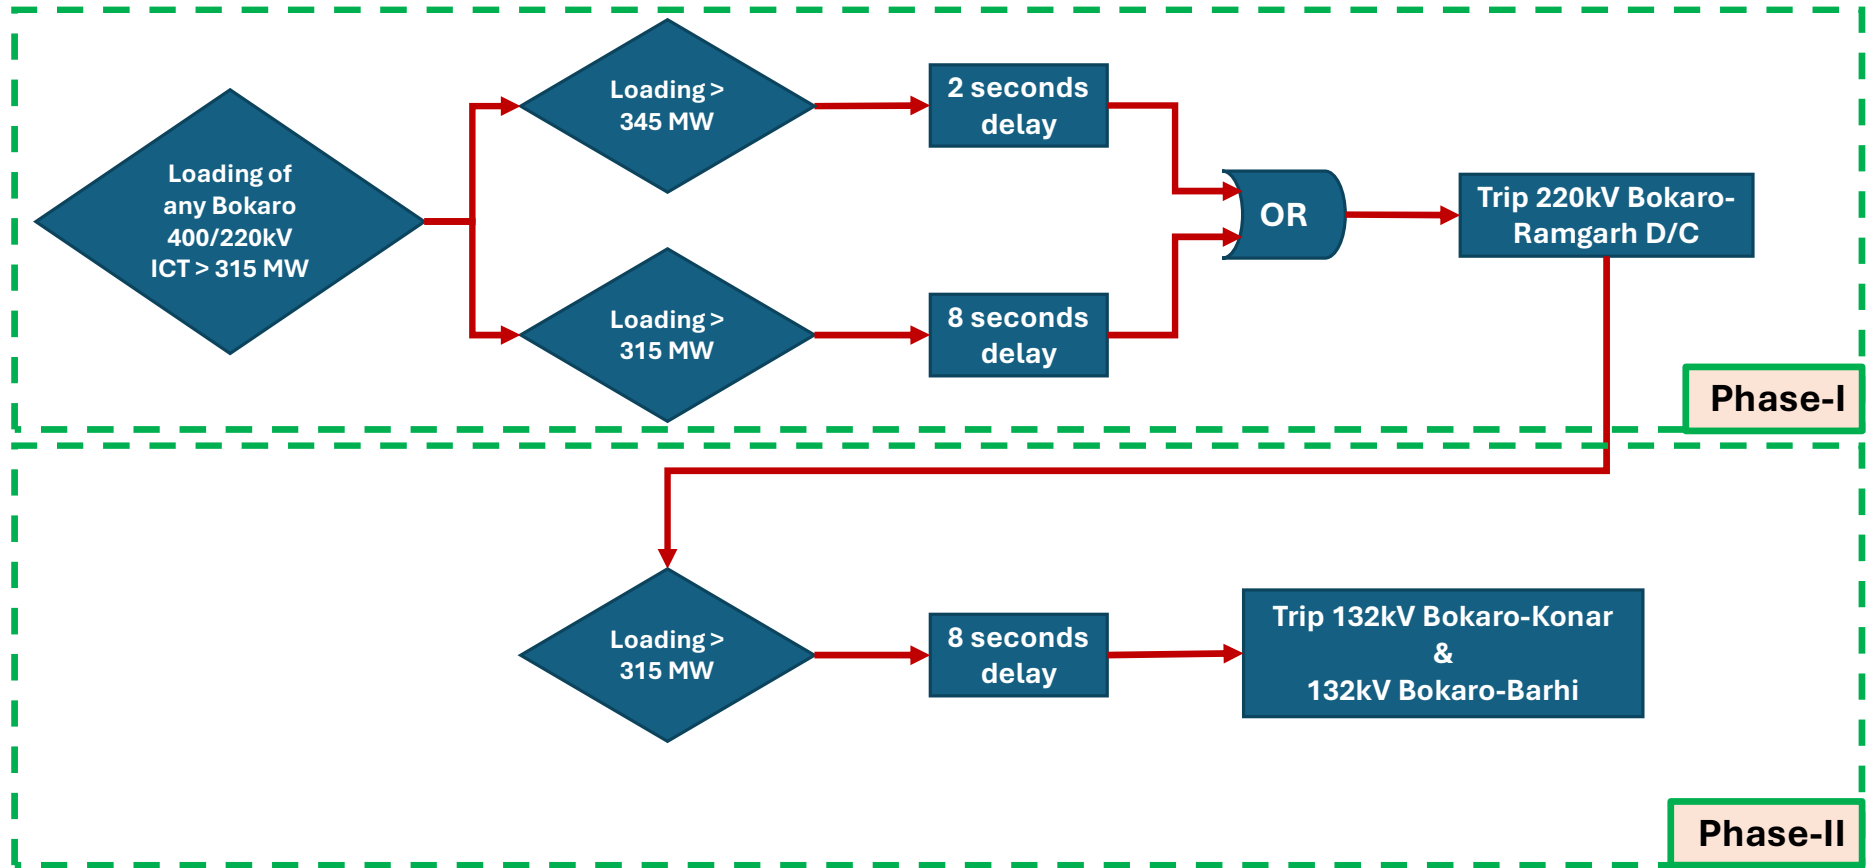 Loading of
any Bokaro
400/220kV
ICT > 315 MW
Loading >
345 MW
2 seconds
delay
Loading >
315 MW
8 seconds
delay
OR
Trip 220kV Bokaro-
Ramgarh D/C
Phase-I
Loading >
315 MW
8 seconds
delay
Trip 132kV Bokaro-Konar
&
132kV Bokaro-Barhi
Phase-II